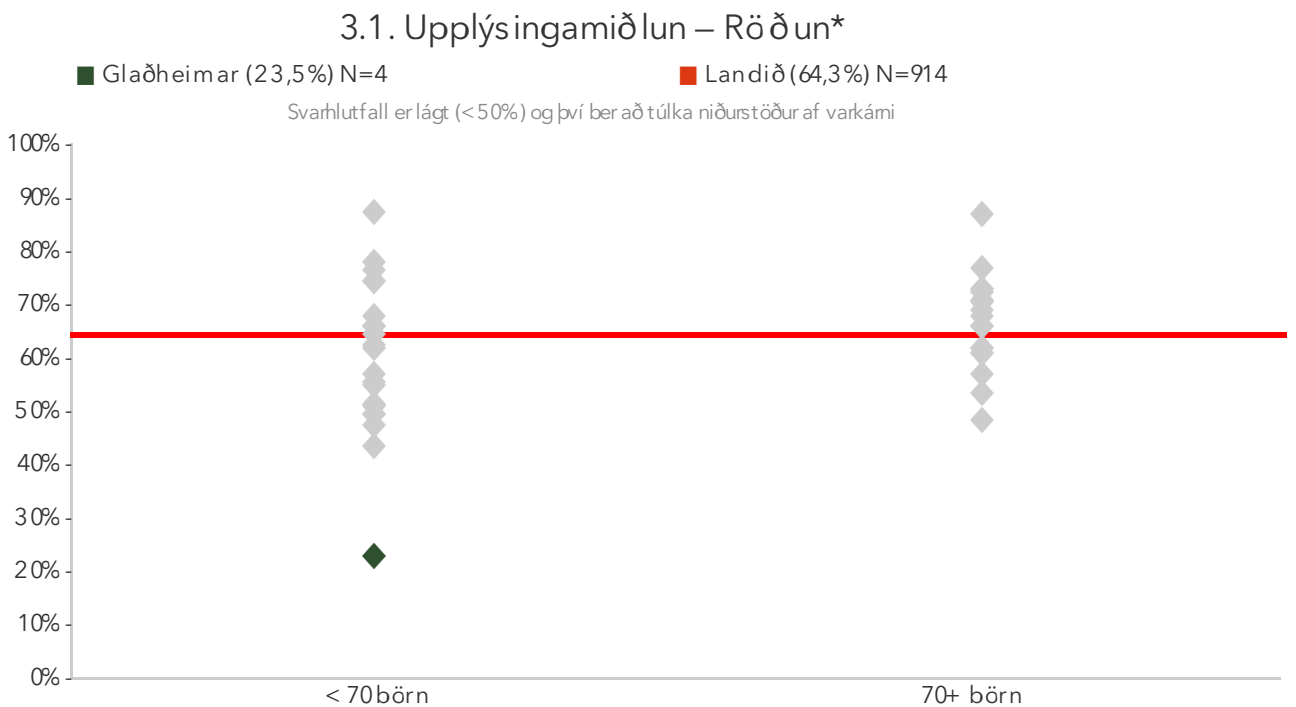 3.1. Upplýsingamiðlun – Röðun*
Glaðheimar (23,5%) N=4
Landið (64,3%) N=914
Svarhlutfall er lágt (<50%) og því ber að túlka niðurstöður af varkárni
100%
90%
80%
70%
60%
50%
40%
30%
20%
10%
0%
< 70 börn
70+ börn